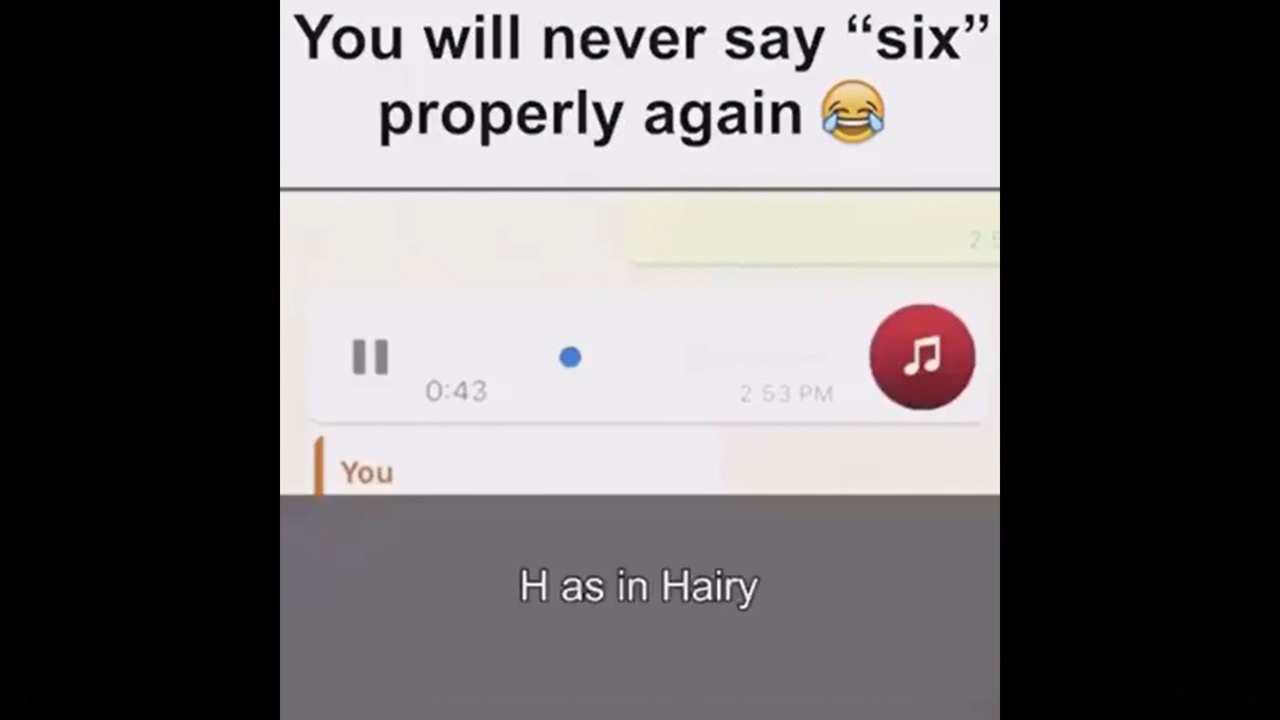 You will never say “six”
properly again 😂
0:43
2 53 PM
You
H as in Hairy